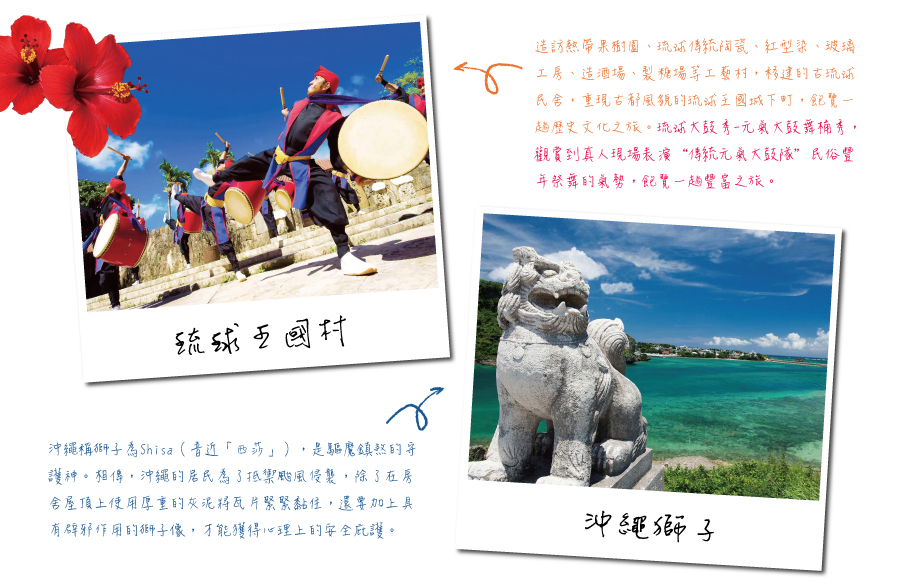 造訪熱帶果樹園、琉球傳統陶瓷、紅型染、玻璃
工房、造酒場、製糖場等工藝村，移建的古琉球
民舍，重現古都風貌的琉球王國城下町，飽覽一
趟歷史文化之旅。琉球太鼓秀-元氣太鼓舞桶秀，
觀賞到真人現場表演“傳統元氣太鼓隊”民俗豐
年祭舞的氣勢，飽覽一趟豐富之旅。
琉球王國村
沖繩稱獅子為Shisa（音近「西莎」），是驅魔鎮煞的守
護神。相傳，沖繩的居民為了抵禦颱風侵襲，除了在房
舍屋頂上使用厚重的灰泥將瓦片緊緊黏住，還要加上具
有辟邪作用的獅子像，才能獲得心理上的安全庇護。
沖繩獅子